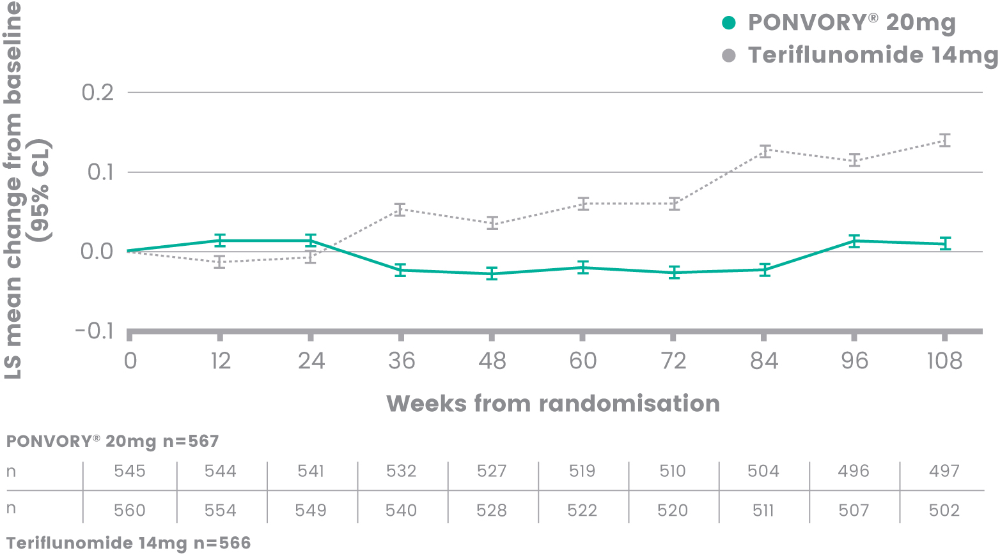 PONVORY® 20mg
Teriflunomide 14mg
LS mean change from baseline
(95% CL)
0.2
0.1
0.0
−0.1
0 12 24 36 48 60 72 84 96 108
Weeks from randomisation
PONVORY® 20mg n=567
n 545 544 541 532 527 519 510 504 496 497
n 560 554 549 540 528 522 520 511 507 502
Teriflunomide 14mg n=566